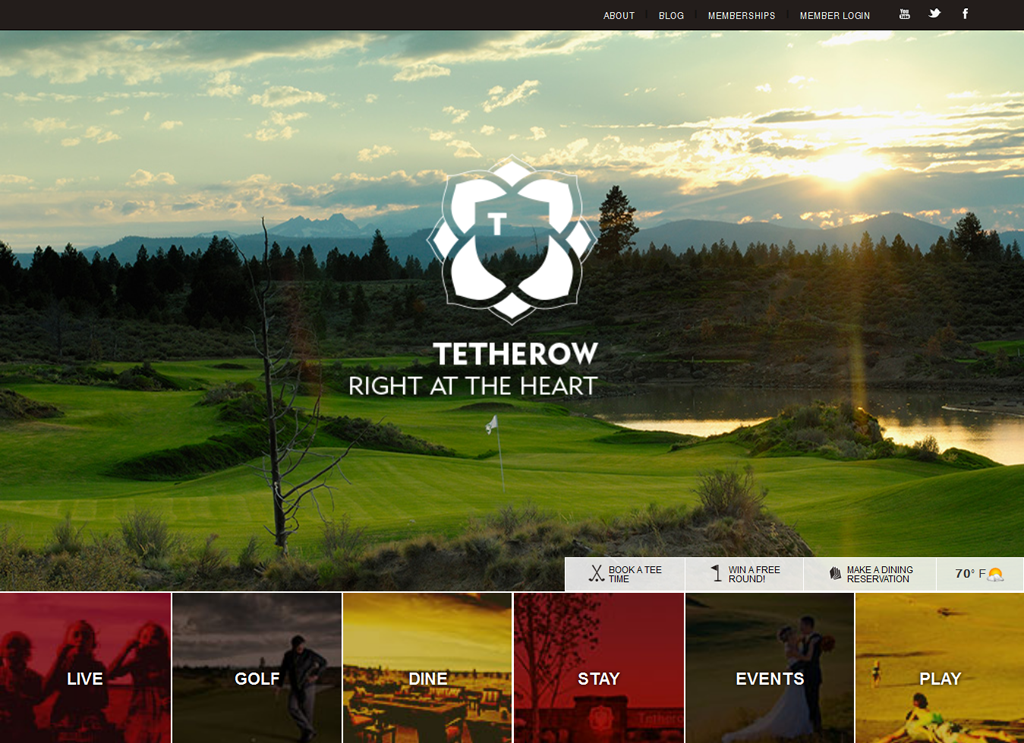 ABOUT
BLOG
MEMBERSHIPS
MEMBER LOGIN
You
f
T
TETHEROW
RIGHT AT THE HEART
BOOK A TEE
TIME
WIN A FREE
ROUND!
MAKE A DINING
RESERVATION
70° F
LIVE
GOLF
DINE
STAY
EVENTS
PLAY